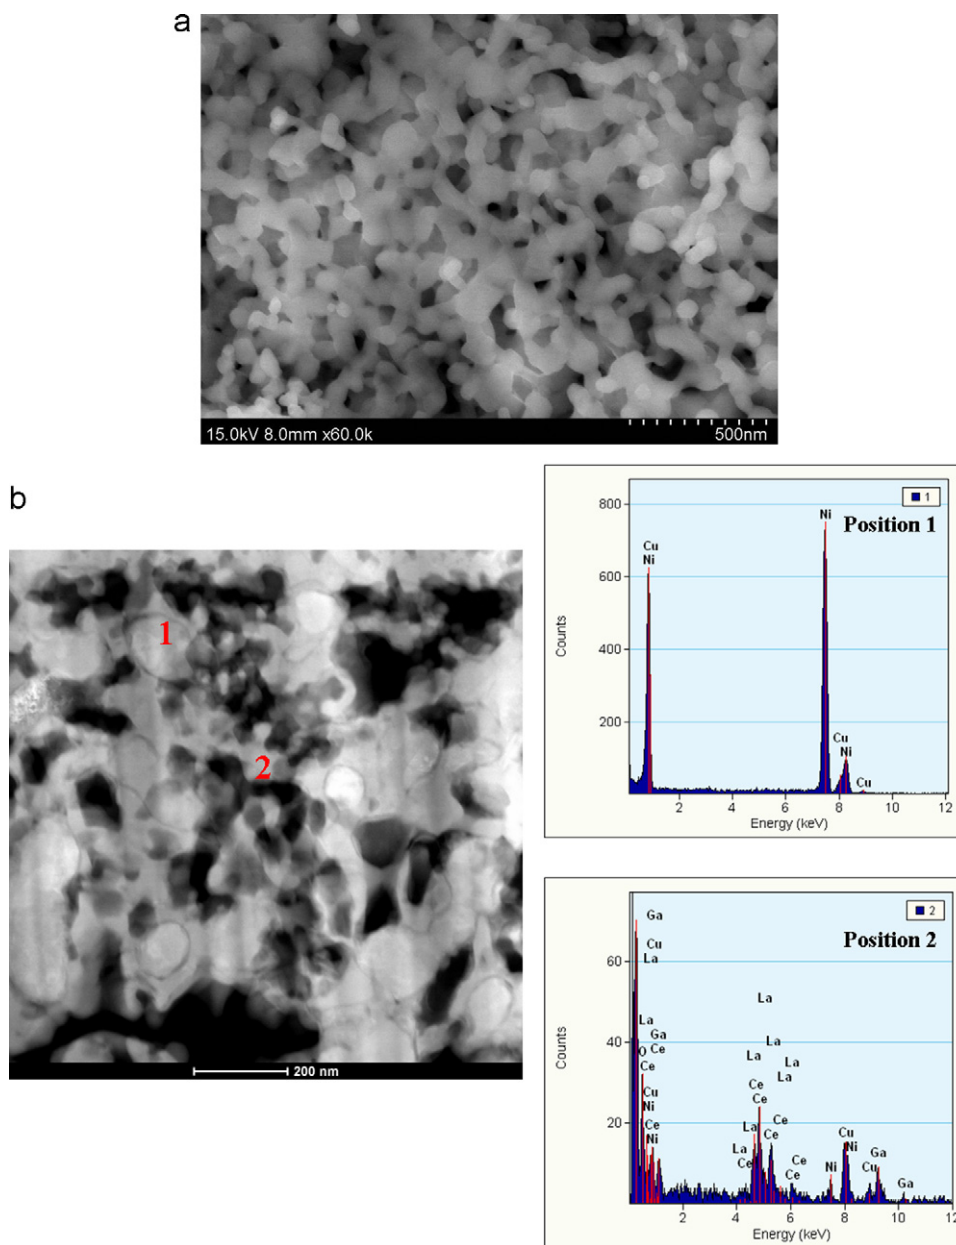 a
15.0kV 8.0mm x60.0k 500nm
b
1
2
200 nm
1
Position 1
800
600
400
200
Counts
Cu
Ni
Ni
Cu
Ni
Cu
2 4 6 8 10 12
Energy (keV)
2
Position 2
60
40
20
Counts
Ga
Cu
La
La
Ga
O
Ce
Ce
Cu
Ni
Ce
Ni
La
La
La
La
La
Ce
Ce
La
Ce
Ce
La
Ce
Ce
Ce
Ni
Cu
Ni
Cu
Ga
Ga
2 4 6 8 10 12
Energy (keV)